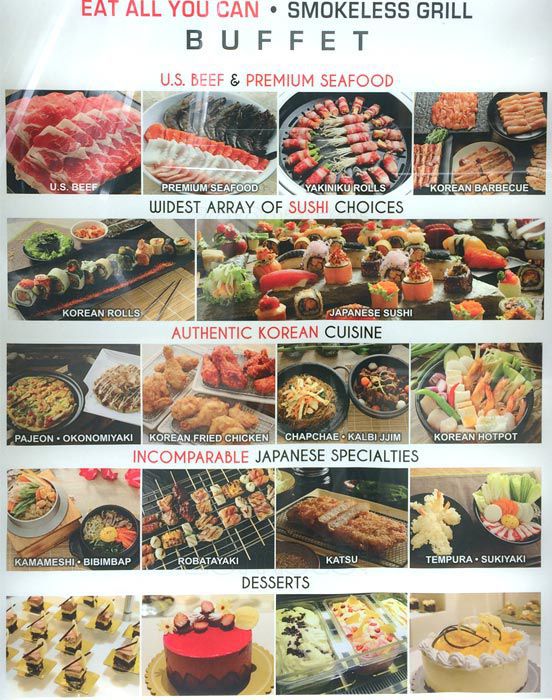 EAT ALL YOU CAN • SMOKELESS GRILL
BUFFET
U.S. BEEF & PREMIUM SEAFOOD
U.S. BEEF
PREMIUM SEAFOOD
YAKINIKU ROLLS
KOREAN BARBECUE
WIDEST ARRAY OF SUSHI CHOICES
KOREAN ROLLS
JAPANESE SUSHI
AUTHENTIC KOREAN CUISINE
PAJEON • OKONOMIYAKI
KOREAN FRIED CHICKEN
CHAPCHAE • KALBI JJIM
KOREAN HOTPOT
INCOMPARABLE JAPANESE SPECIALTIES
KAMAMESHI • BIBIMBAP
ROBATAYAKI
KATSU
TEMPURA • SUKIYAKI
DESSERTS